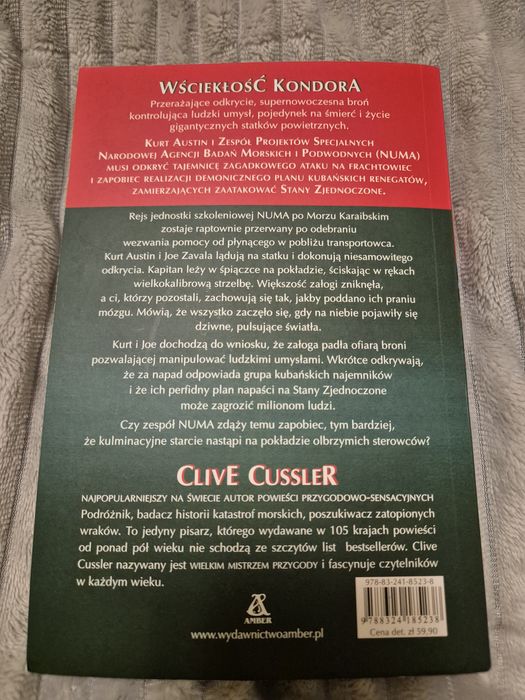 Wściekłość Kondora
Przerażające odkrycie, supernowoczesna broń
kontrolująca ludzki umysł, pojedynek na śmierć i życie
gigantycznych statków powietrznych.
Kurt Austin i Zespół Projektów Specjalnych
Narodowej Agencji Badań Morskich i Podwodnych (NUMA)
musi odkryć tajemnicę zagadkowego ataku na frachtowiec
i zapobiec realizacji demonicznego planu kubańskich renegatów,
zamierzających zaatakować Stany Zjednoczone.
Rejs jednostki szkoleniowej NUMA po Morzu Karaibskim
zostaje raptownie przerwany po odebraniu
wezwania pomocy od płynącego w pobliżu transportowca.
Kurt Austin i Joe Zavala lądują na statku i dokonują niesamowitego
odkrycia. Kapitan leży w śpiączce na pokładzie, ściskając w rękach
wielkokalibrową strzelbę. Większość załogi zniknęła,
a ci, którzy pozostali, zachowują się tak, jakby poddano ich praniu
mózgu. Mówią, że wszystko zaczęło się, gdy na niebie pojawiły się
dziwne, pulsujące światła.
Kurt i Joe dochodzą do wniosku, że załoga padła ofiarą broni
pozwalającej manipulować ludzkimi umysłami. Wkrótce odkrywają,
że za napad odpowiada grupa kubańskich najemników
i że ich perfidny plan napaści na Stany Zjednoczone
może zagrozić milionom ludzi.
Czy zespół NUMA zdąży temu zapobiec, tym bardziej,
że kulminacyjne starcie nastąpi na pokładzie olbrzymich sterowców?
Clive Cussler
NAJPOPULARNIEJSZY NA ŚWIECIE AUTOR POWIEŚCI PRZYGODOWO-SENSACYJNYCH
Podróżnik, badacz historii katastrof morskich, poszukiwacz zatopionych
wraków. To jedyny pisarz, którego wydawane w 105 krajach powieści
od ponad pół wieku nie schodzą ze szczytów list bestsellerów. Clive
Cussler nazywany jest WIELKIM MISTRZEM PRZYGODY i fascynuje czytelników
w każdym wieku.
978-83-241-8523-8
9788324185238
Cena det. zł 59,90
AMBER
www.wydawnictwoamber.pl